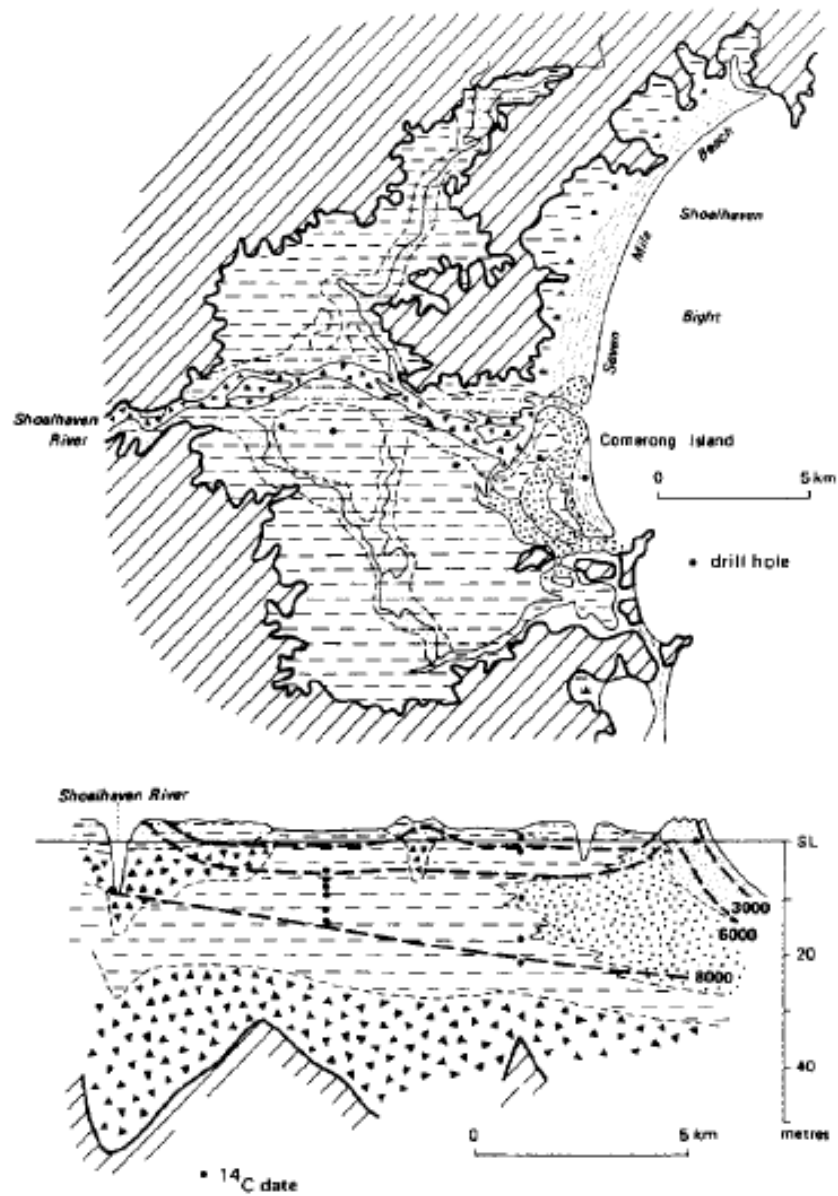 Beach
Shoalhaven
Mile
Bight
Seven
Shoalhaven
River
Comerong Island
0 5 km
• drill hole
Shoalhaven River
SL
3000
6000
8000
20
40
0 5 km
metres
• 14C date